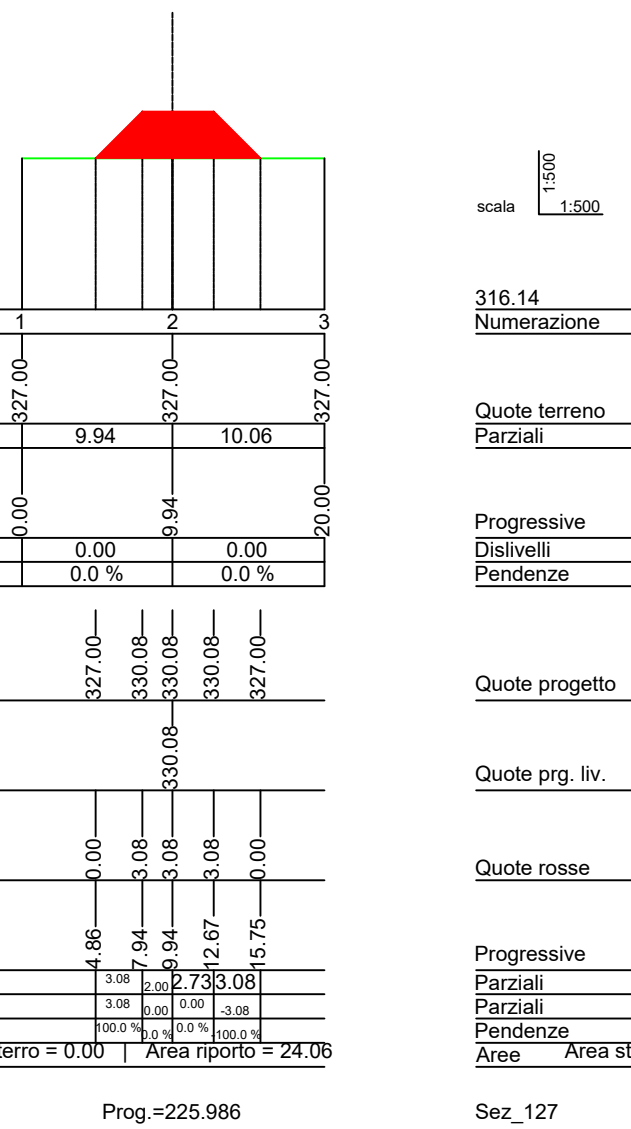 scala 1:500 1:500
316.14
1 2 3 Numerazione
327.00 327.00 327.00 Quote terreno
9.94 10.06 Parziali
0.00 9.94 20.00 Progressive
0.00 0.00 Dislivelli
0.0 % 0.0 % Pendenze
327.00 330.08 330.08 330.08 327.00 Quote progetto
330.08 Quote prg. liv.
0.00 3.08 3.08 3.08 0.00 Quote rosse
4.86 7.94 9.94 12.67 15.75 Progressive
3.08 2.00 2.73 3.08 Parziali
3.08 0.00 0.00 -3.08 Parziali
100.0 % 0.0 % 0.0 % -100.0 % Pendenze
terro = 0.00 | Area riporto = 24.06 Aree Area st
Prog.=225.986 Sez_127